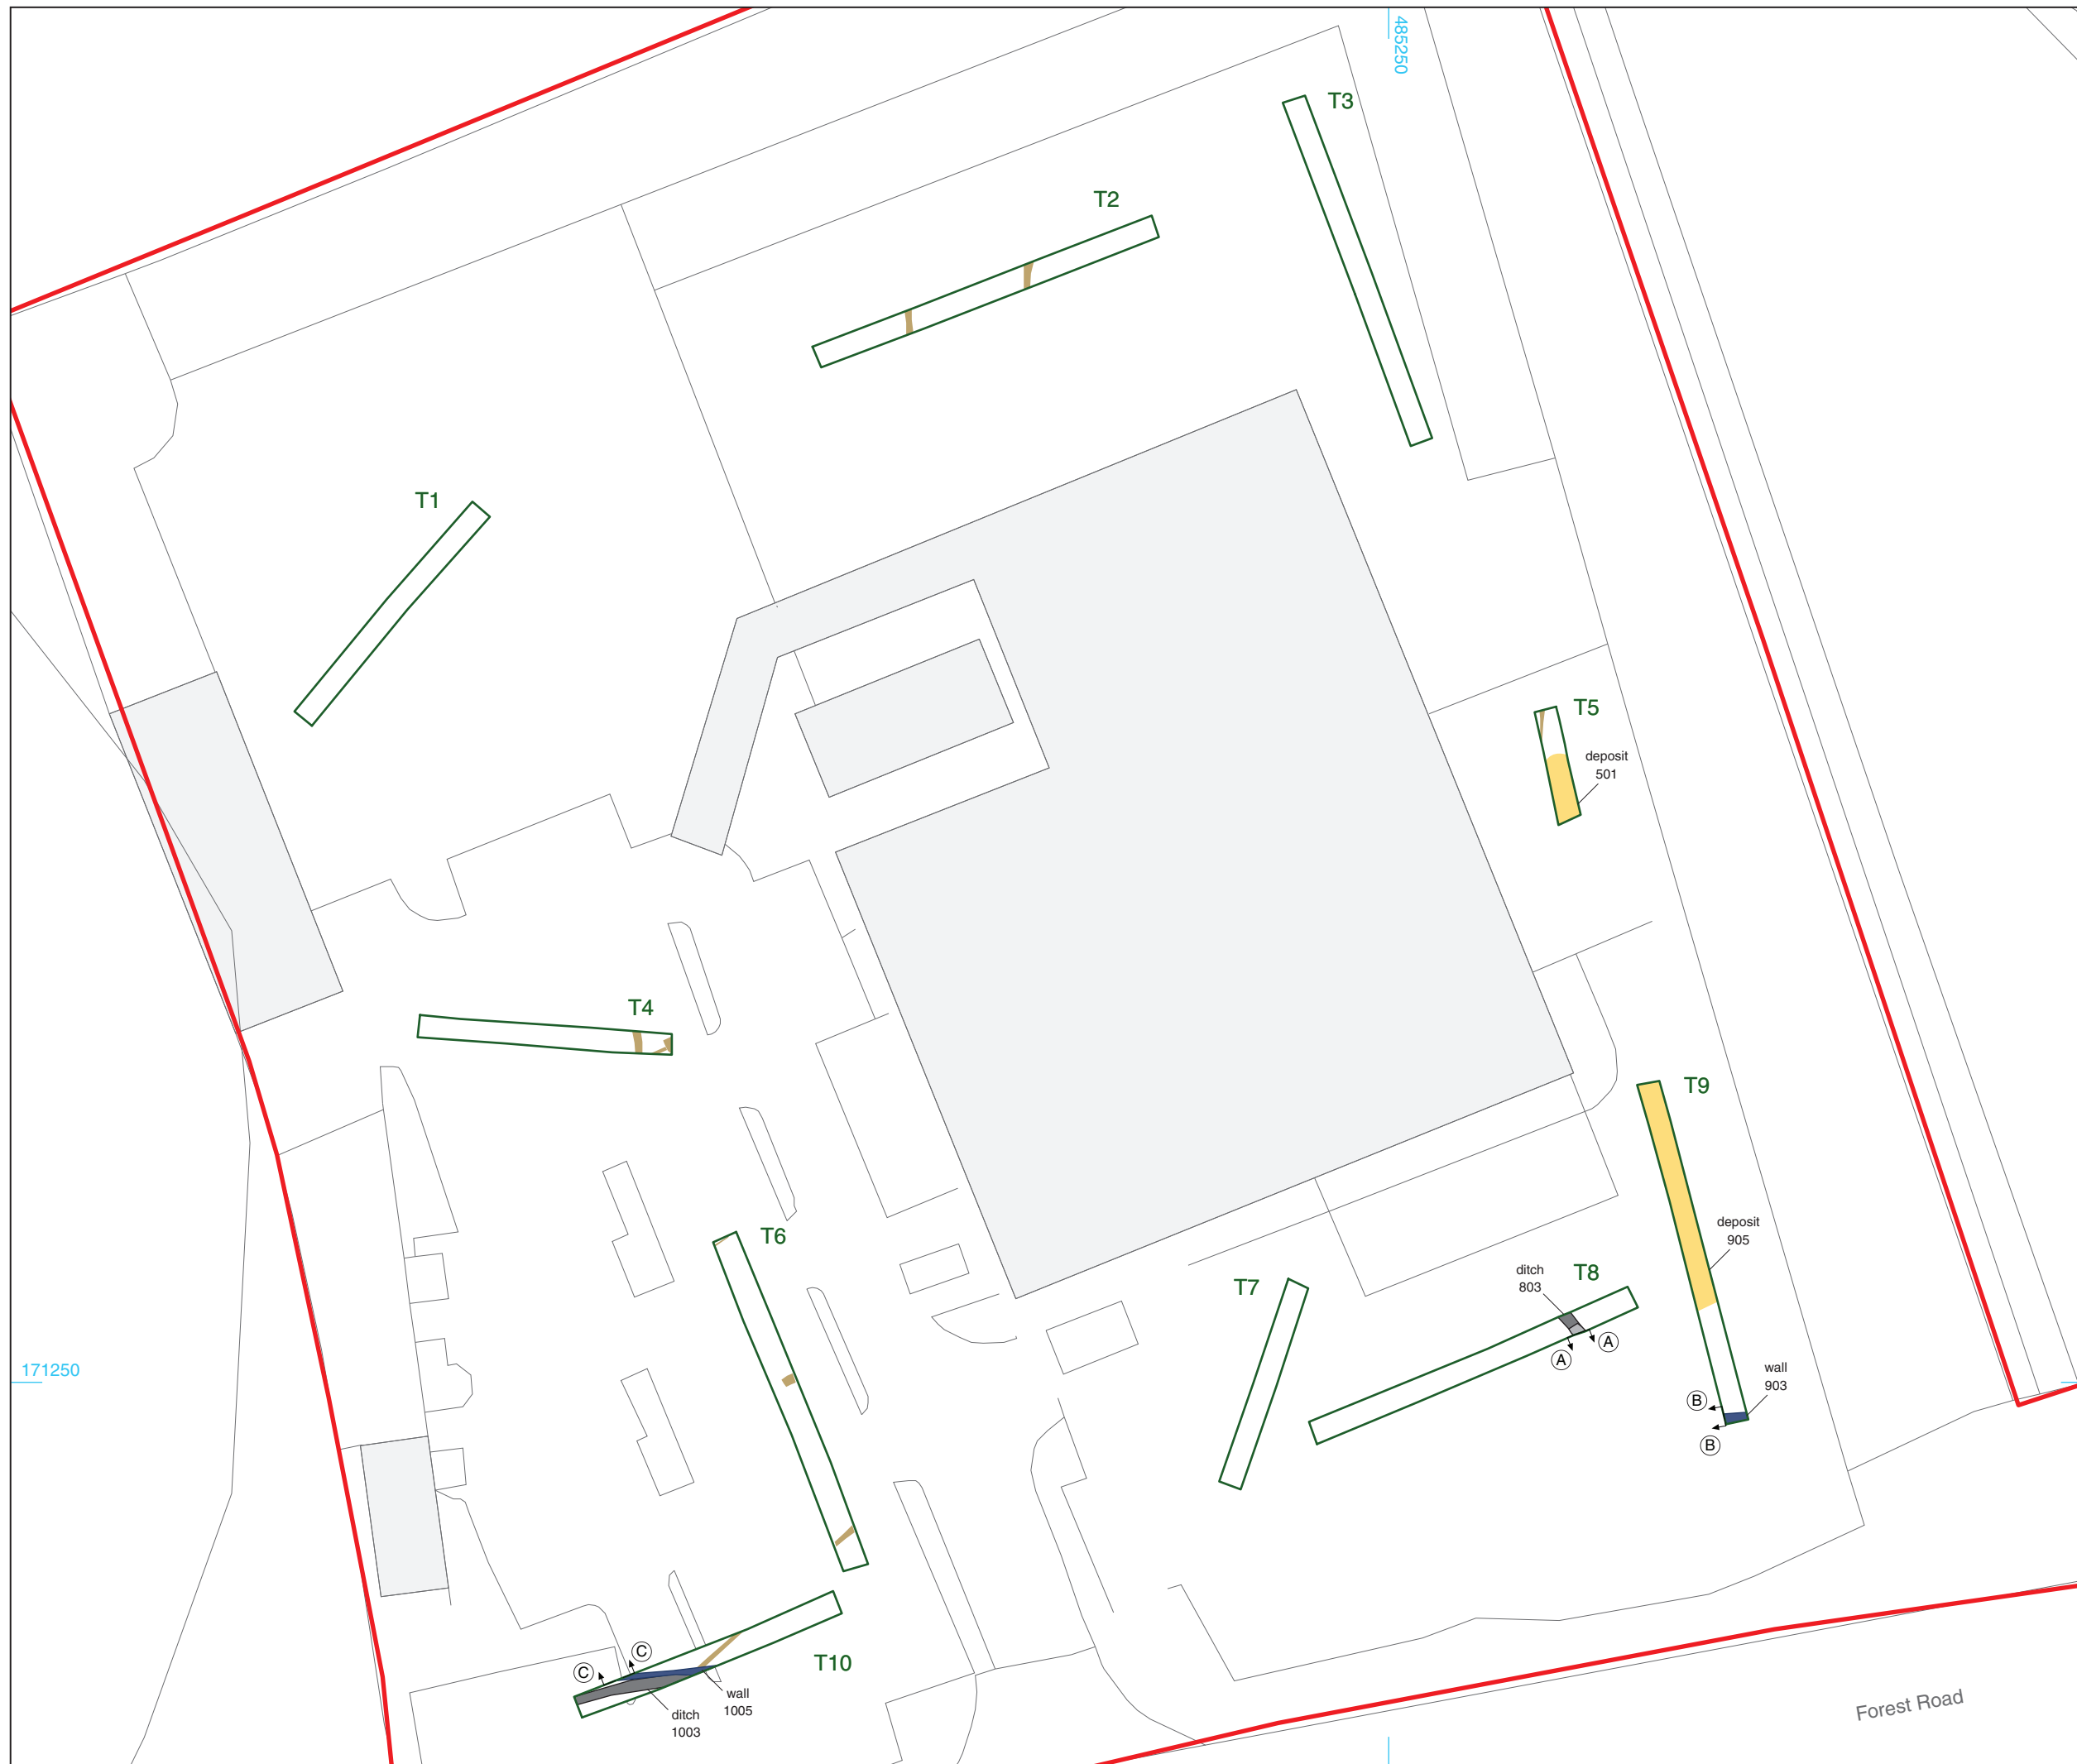 485250
T3
T2
T1
T5
deposit
501
T4
T9
T6
deposit
905
T7
ditch
803
T8
A
A
171250
wall
903
B
B
C
C
T10
wall
1005
ditch
1003
Forest Road